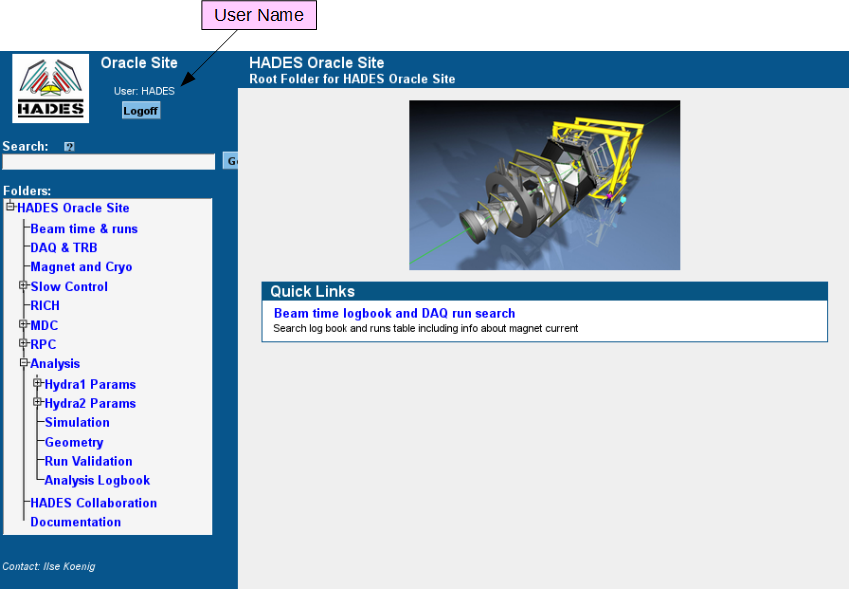 User Name
HADES
Oracle Site
User: HADES
Logoff
Search: ?
Go
Folders:
HADES Oracle Site
Beam time & runs
DAQ & TRB
Magnet and Cryo
Slow Control
RICH
MDC
RPC
Analysis
Hydra1 Params
Hydra2 Params
Simulation
Geometry
Run Validation
Analysis Logbook
HADES Collaboration
Documentation
Contact: Ilse Koenig
HADES Oracle Site
Root Folder for HADES Oracle Site
Quick Links
Beam time logbook and DAQ run search
Search log book and runs table including info about magnet current